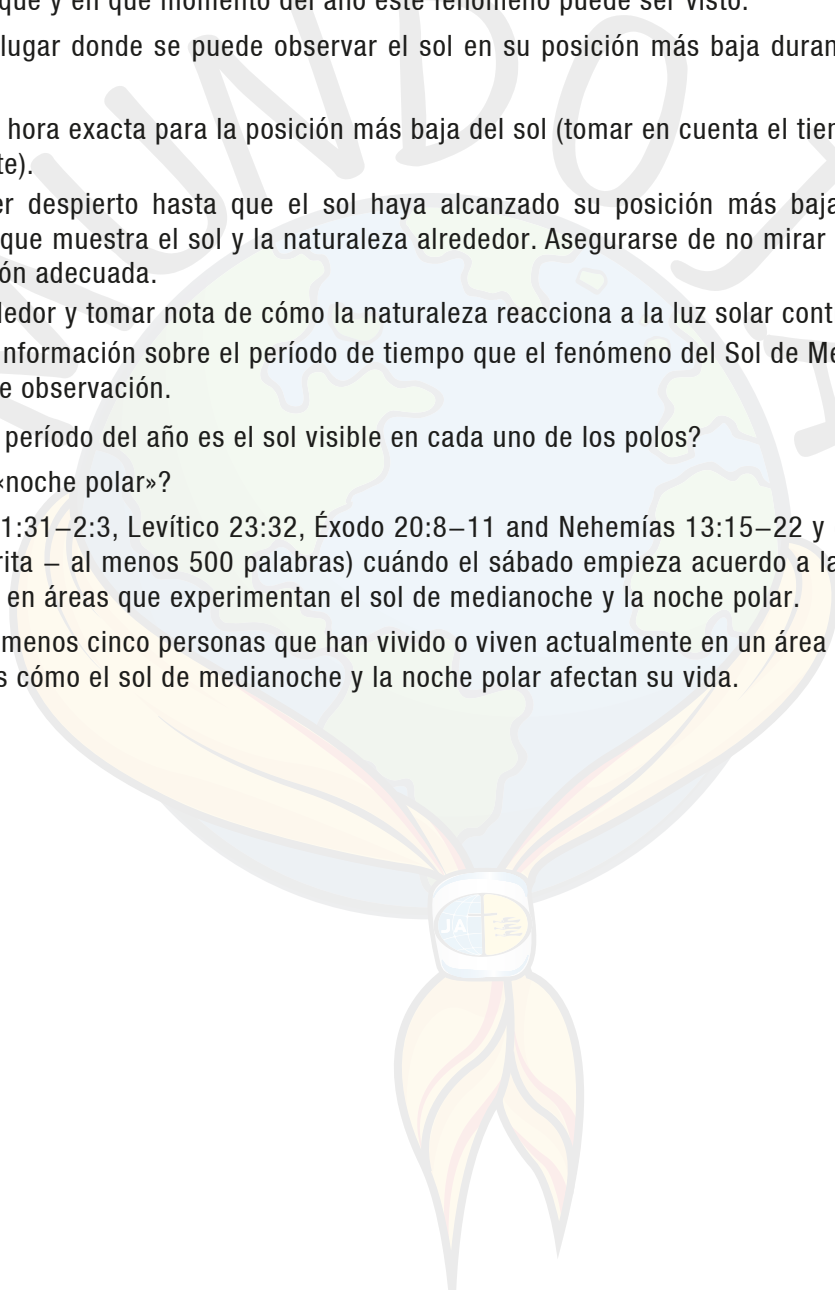 que y en qué momento del año este fenómeno puede ser visto.
lugar donde se puede observar el sol en su posición más baja
hora exacta para la posición más baja del sol (tomar en cuenta el
te).
er despierto hasta que el sol haya alcanzado su posición más baja
que muestra el sol y la naturaleza alrededor. Asegurarse de no mirar
ón adecuada.
dedor y tomar nota de cómo la naturaleza reacciona a la luz solar
información sobre el período de tiempo que el fenómeno del Sol de
e observación.
período del año es el sol visible en cada uno de los polos?
«noche polar»?
1:31–2:3, Levítico 23:32, Éxodo 20:8–11 and Nehemías 13:15–22 y
rita – al menos 500 palabras) cuándo el sábado empieza acuerdo a
en áreas que experimentan el sol de medianoche y la noche polar.
menos cinco personas que han vivido o viven actualmente en un área
s cómo el sol de medianoche y la noche polar afectan su vida.
MUNDO J
JA